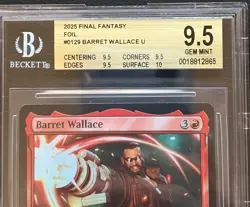 2025 FINAL FANTASY
FOIL
#0129 BARRET WALLACE U
CENTERING 9.5 CORNERS 9.5
EDGES 9.5 SURFACE 10
9.5
GEM MINT
0018812865
B
BECKETT
Barret Wallace 3